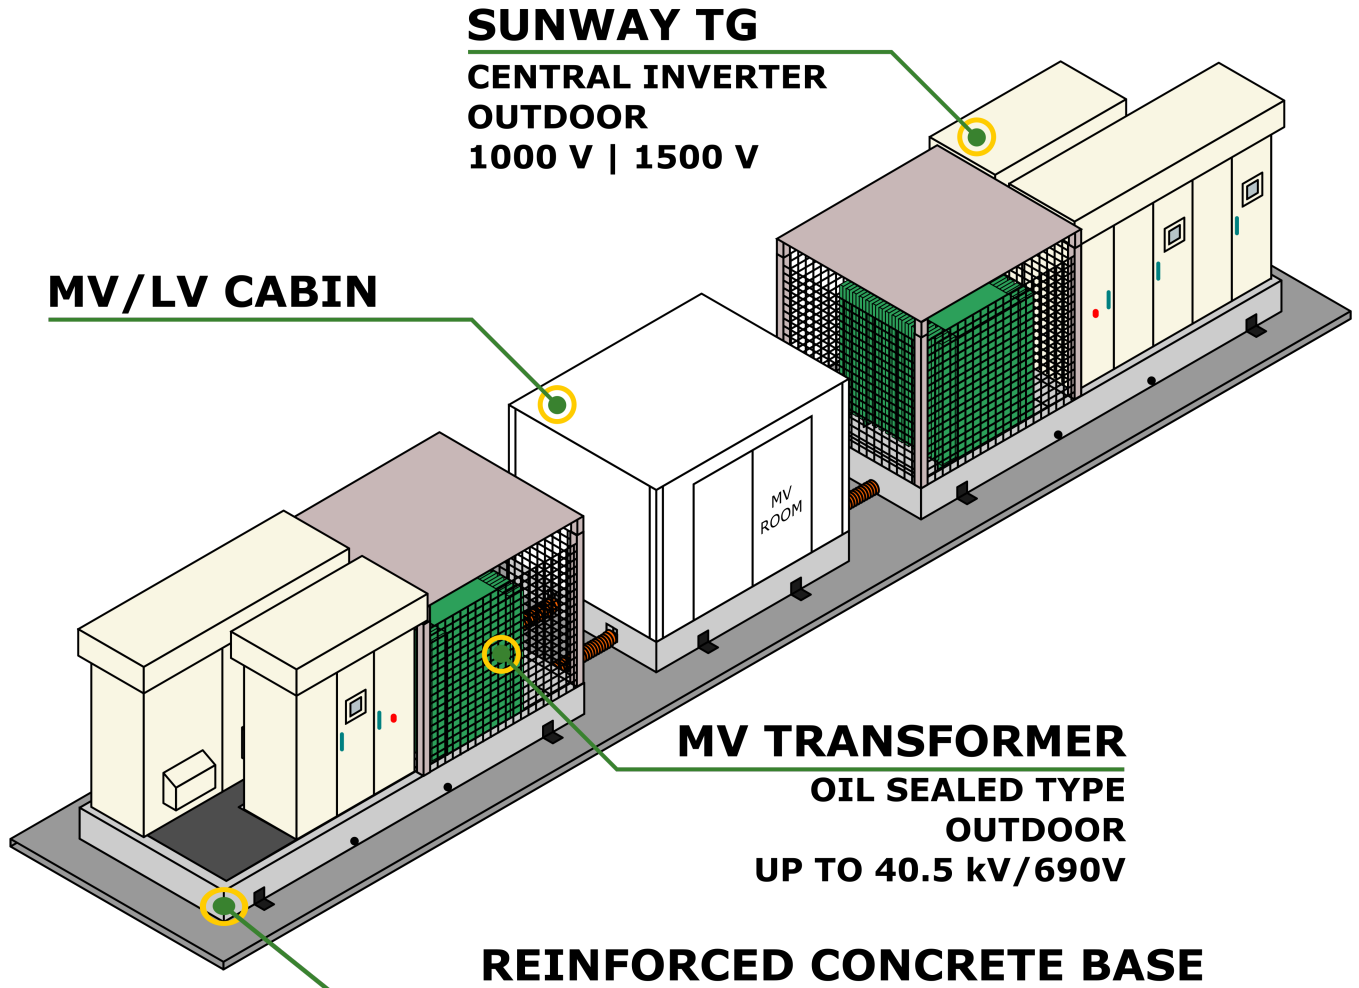 SUNWAY TG
CENTRAL INVERTER
OUTDOOR
1000 V | 1500 V
MV/LV CABIN
MV
ROOM
MV TRANSFORMER
OIL SEALED TYPE
OUTDOOR
UP TO 40.5 kV/690V
REINFORCED CONCRETE BASE